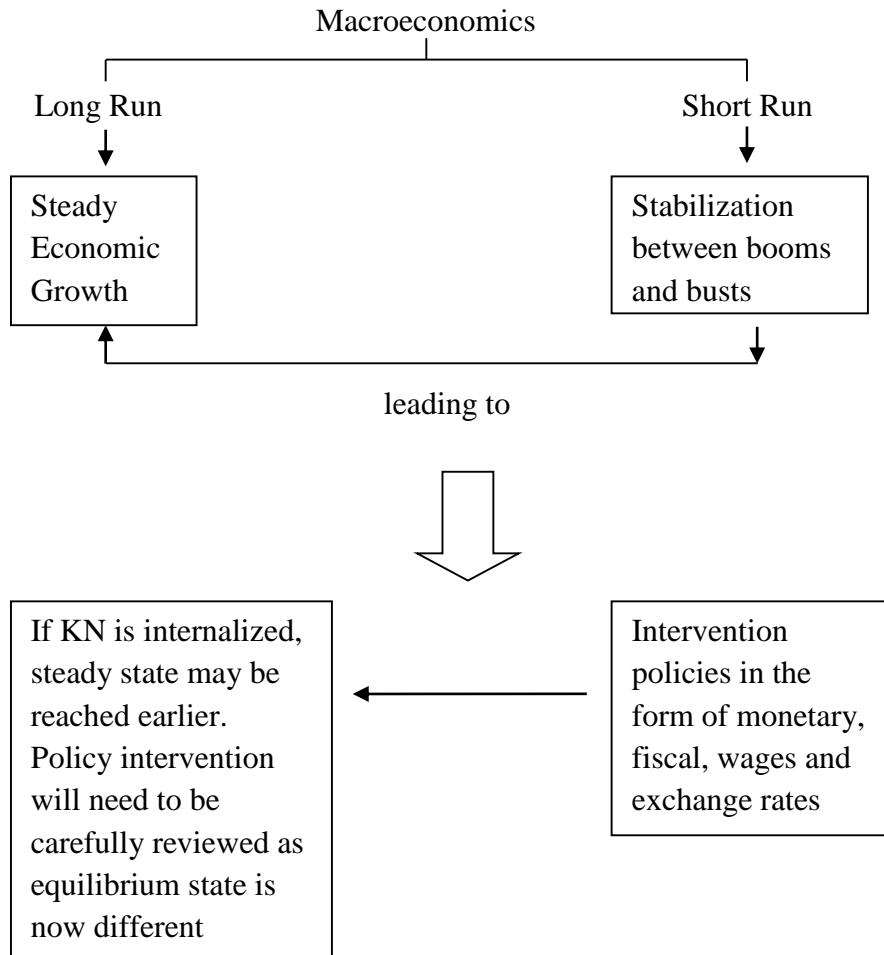 Macroeconomics
Long Run
Short Run
Steady
Economic
Growth
Stabilization
between booms
and busts
leading to
If KN is internalized,
steady state may be
reached earlier.
Policy intervention
will need to be
carefully reviewed as
equilibrium state is
now different
Intervention
policies in the
form of monetary,
fiscal, wages and
exchange rates